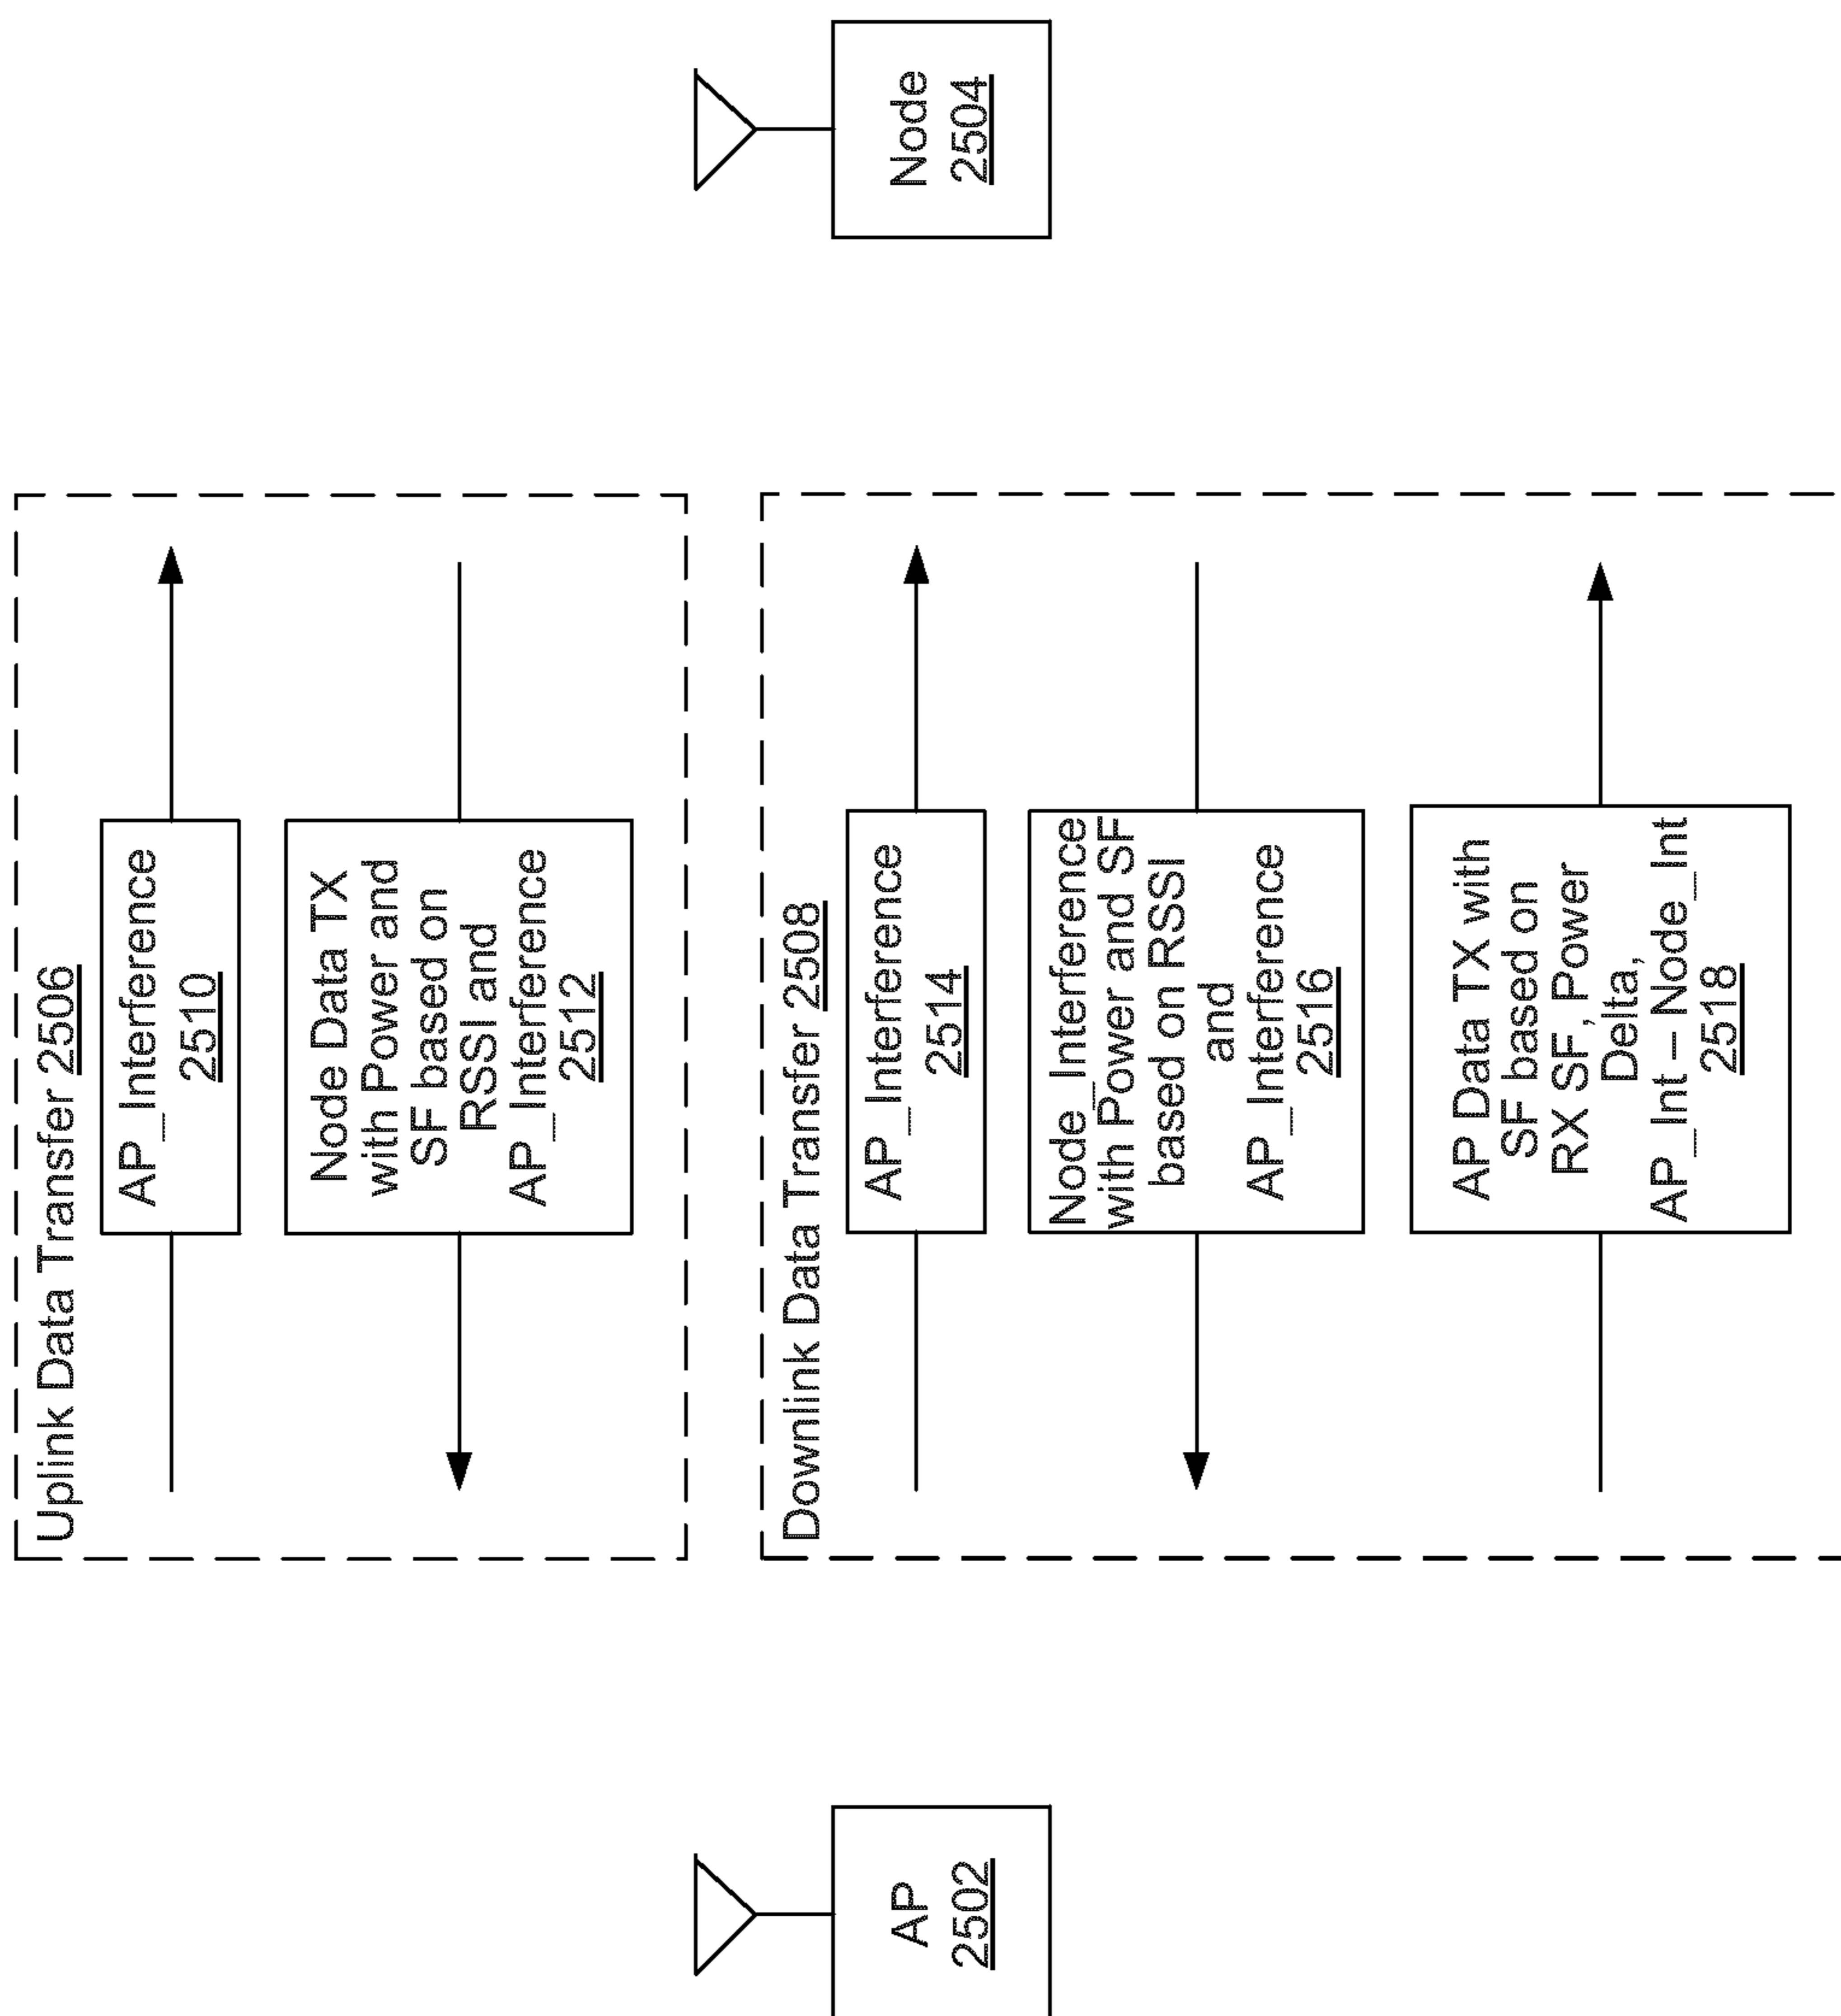 Uplink Data Transfer 2506
AP_Interference
2510
Node Data TX
with Power and
SF based on
RSSI and
AP_Interference
2512
AP
2502
Node
2504
Downlink Data Transfer 2508
AP_Interference
2514
Node_Interference
with Power and SF
based on RSSI
and
AP_Interference
2516
AP Data TX with
SF based on
RX SF, Power
Delta,
AP_Int – Node_Int
2518